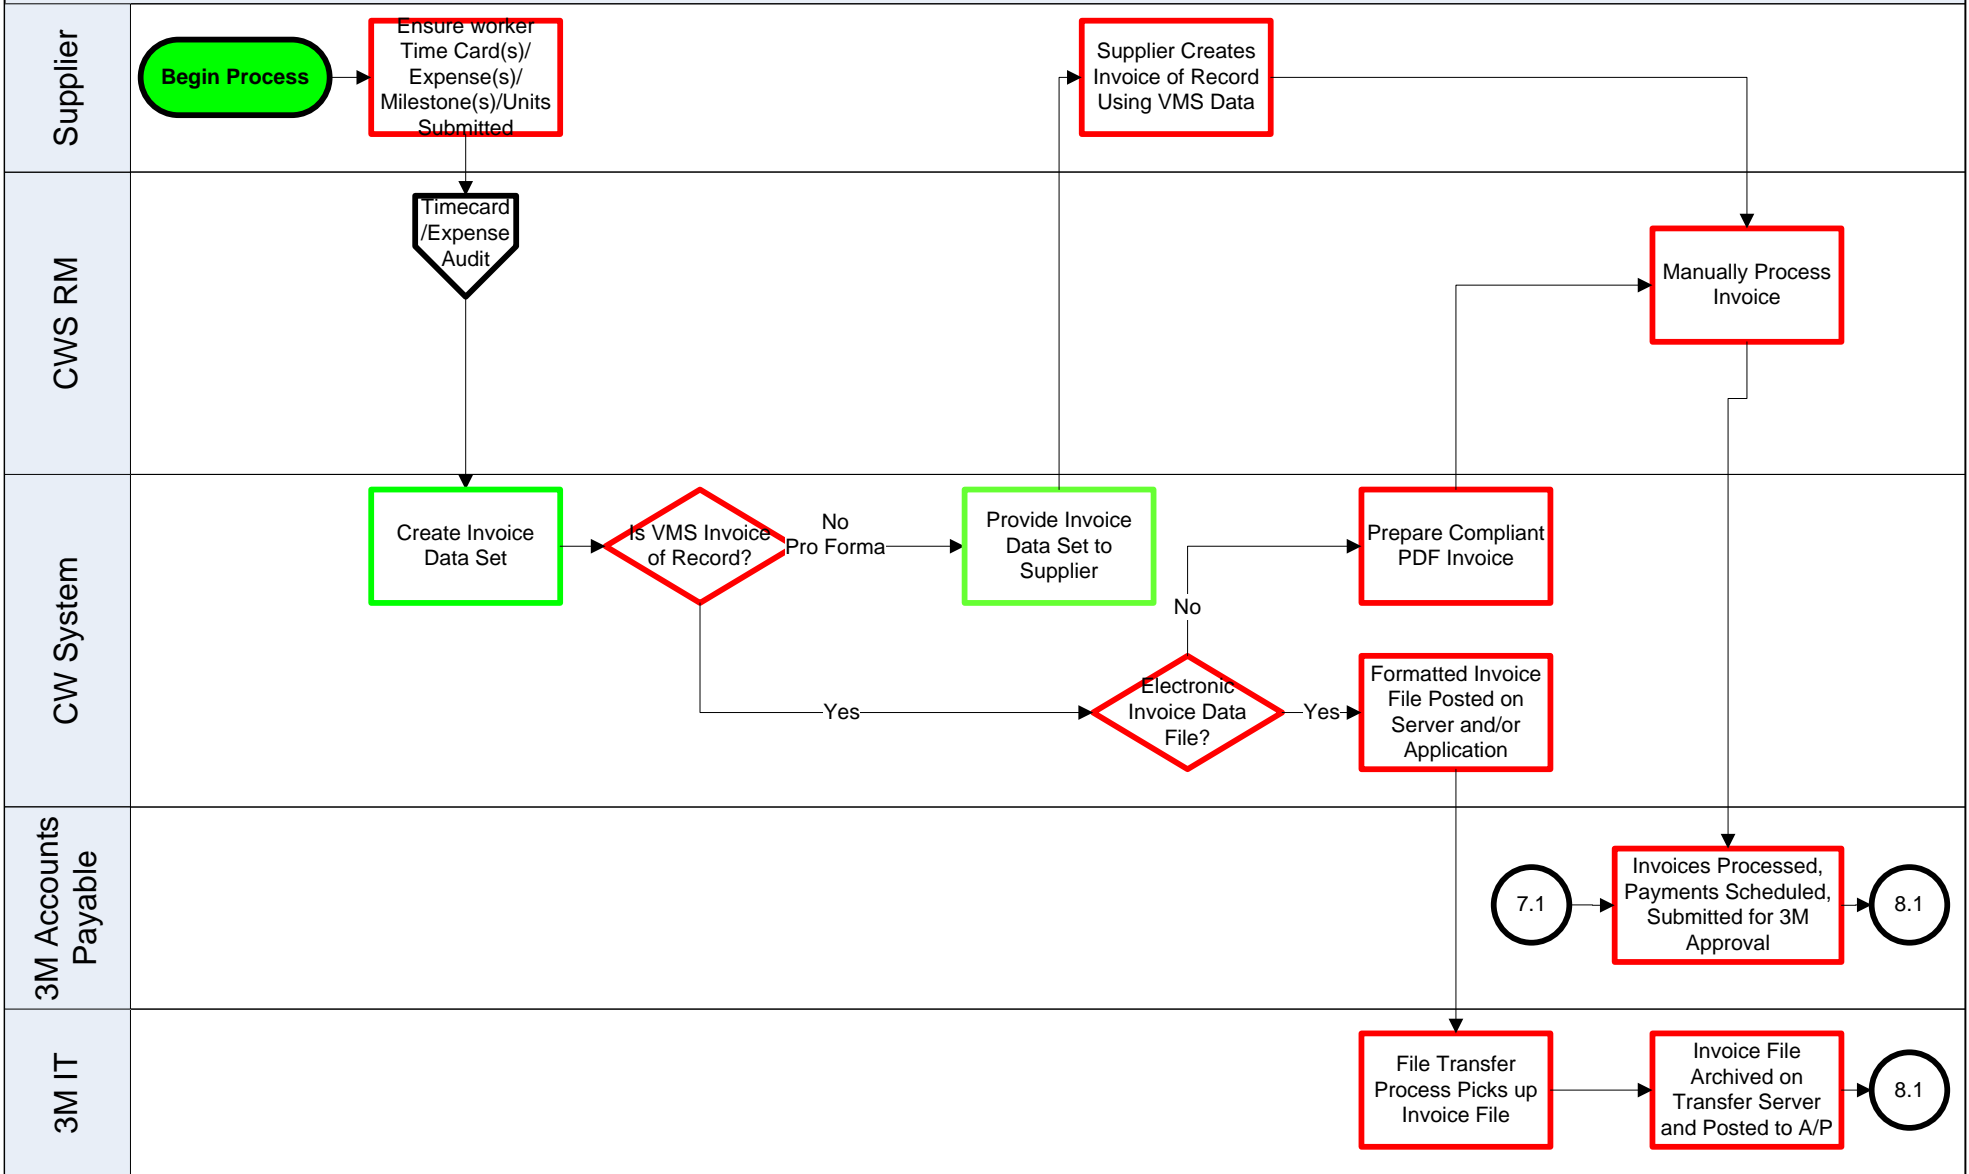 Supplier
Begin Process
Ensure worker
Time Card(s)/
Expense(s)/
Milestone(s)/Units
Submitted
Supplier Creates
Invoice of Record
Using VMS Data
CWS RM
Timecard
/Expense
Audit
Manually Process
Invoice
CW System
Create Invoice
Data Set
Is VMS Invoice
of Record?
No
Pro Forma
Provide Invoice
Data Set to
Supplier
Prepare Compliant
PDF Invoice
No
Yes
Electronic
Invoice Data
File?
Yes
Formatted Invoice
File Posted on
Server and/or
Application
3M Accounts
Payable
7.1
Invoices Processed,
Payments Scheduled,
Submitted for 3M
Approval
8.1
3M IT
File Transfer
Process Picks up
Invoice File
Invoice File
Archived on
Transfer Server
and Posted to A/P
8.1